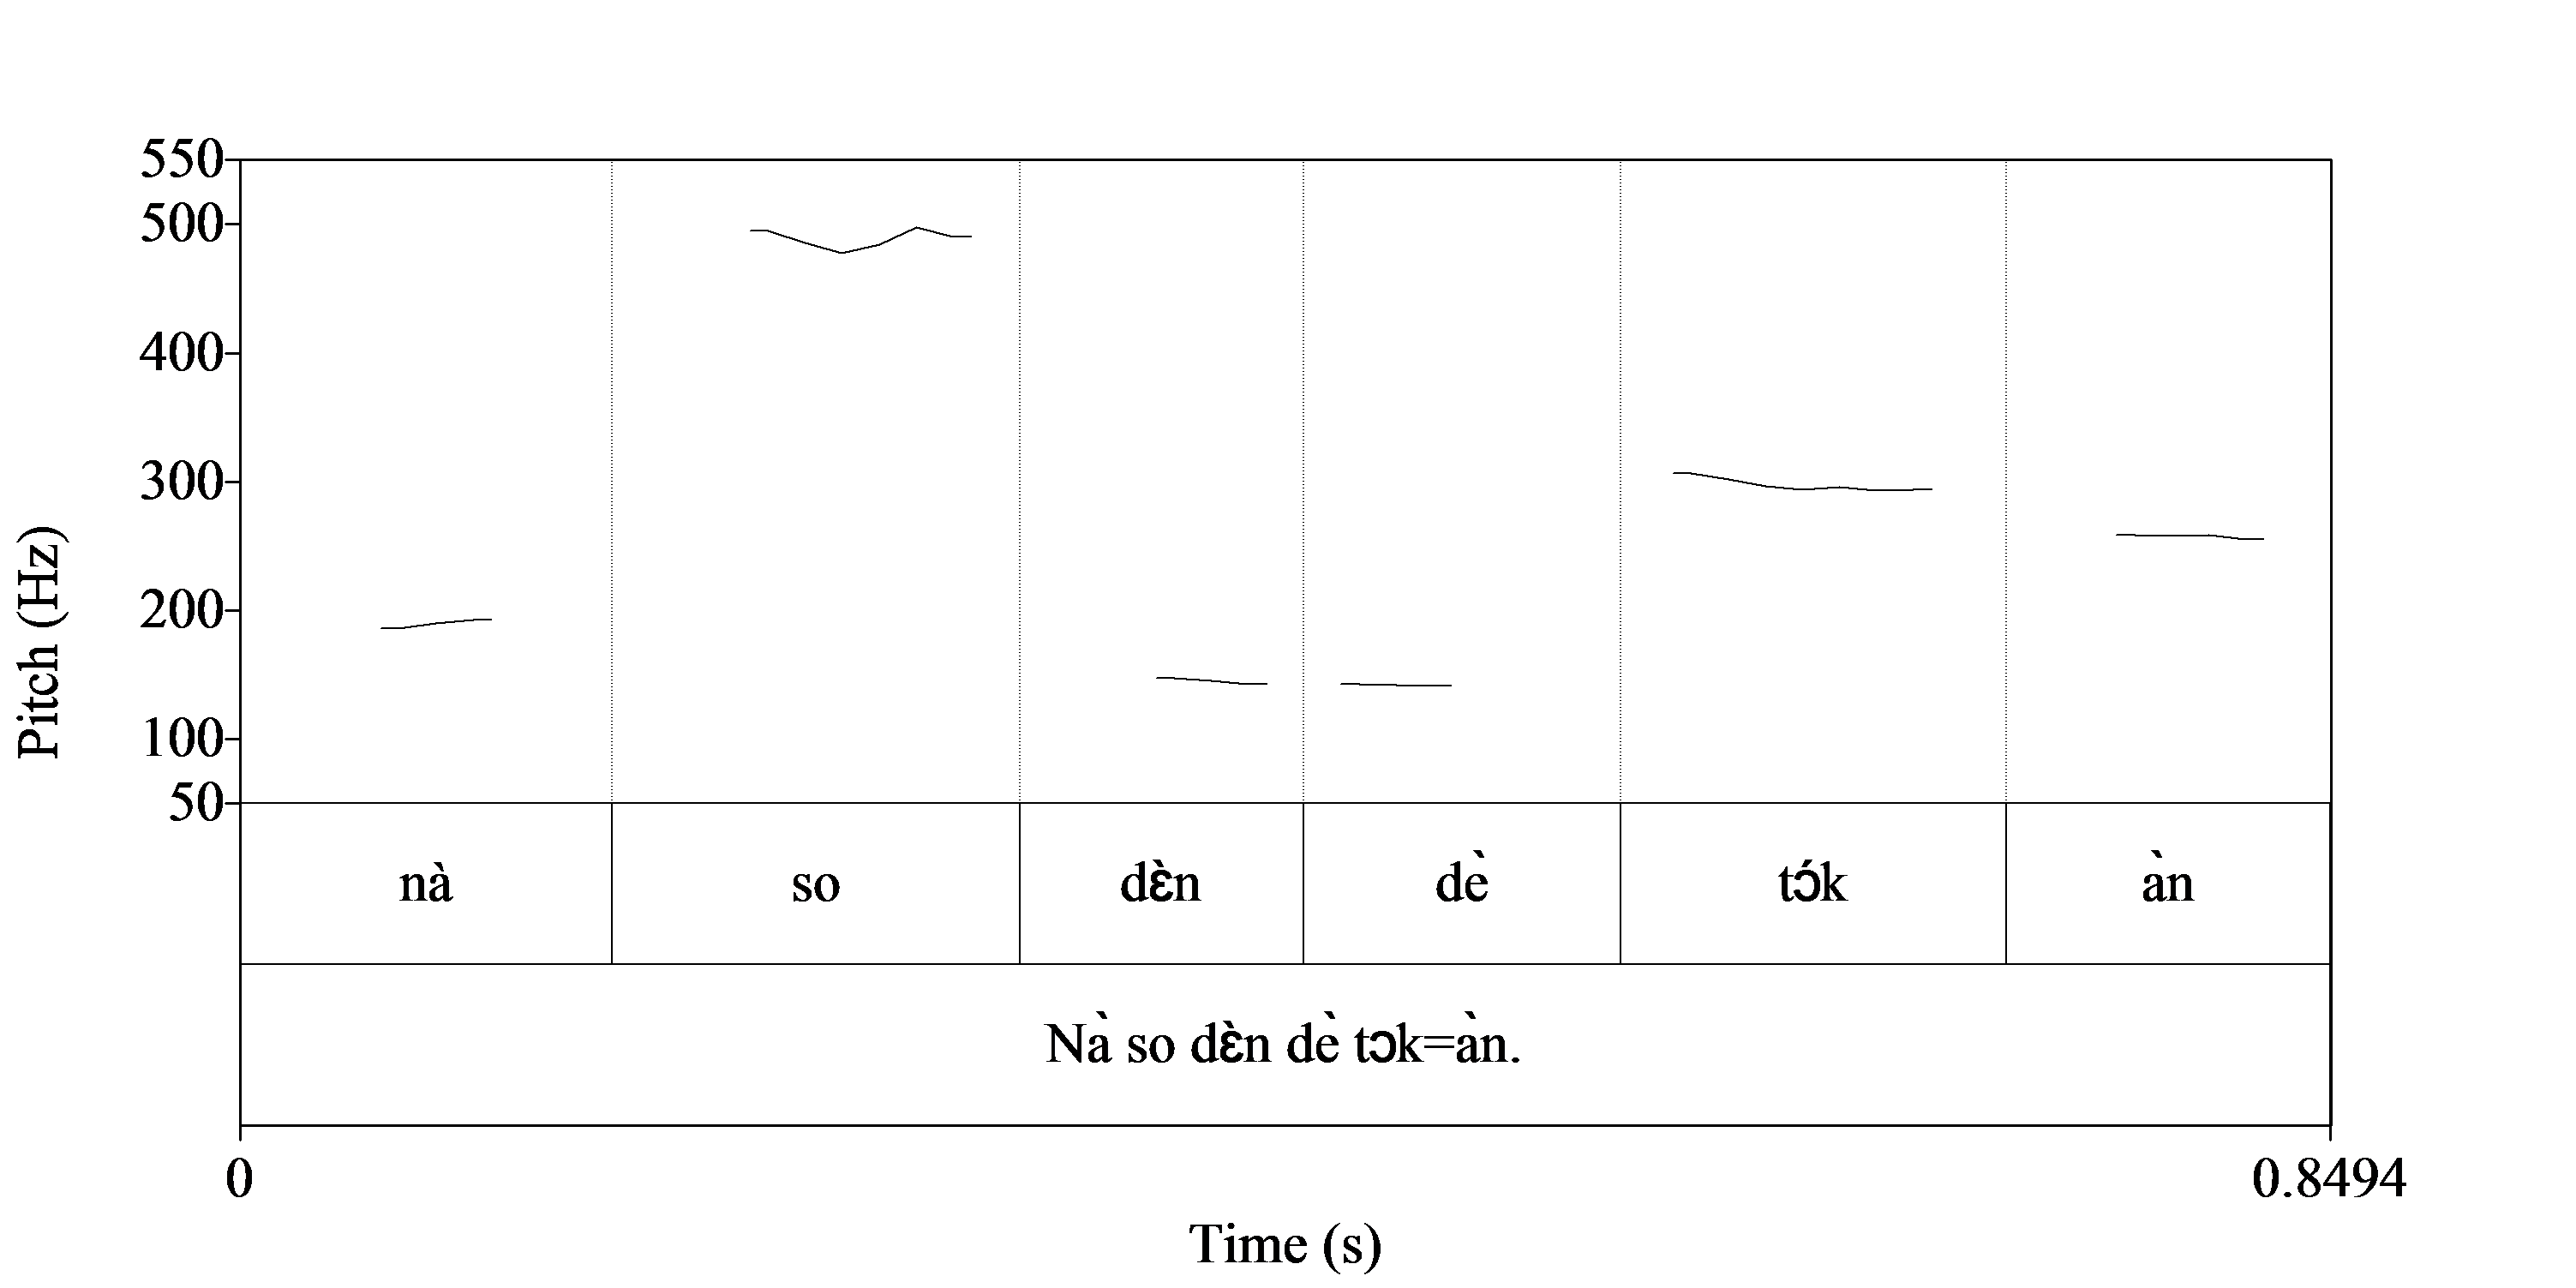 550
500
400
300
200
100
50
Pitch (Hz)
nà so dɛ̀n dè tɔ́k àn
Nà so dɛ̀n dè tɔk=àn.
0 0.8494
Time (s)